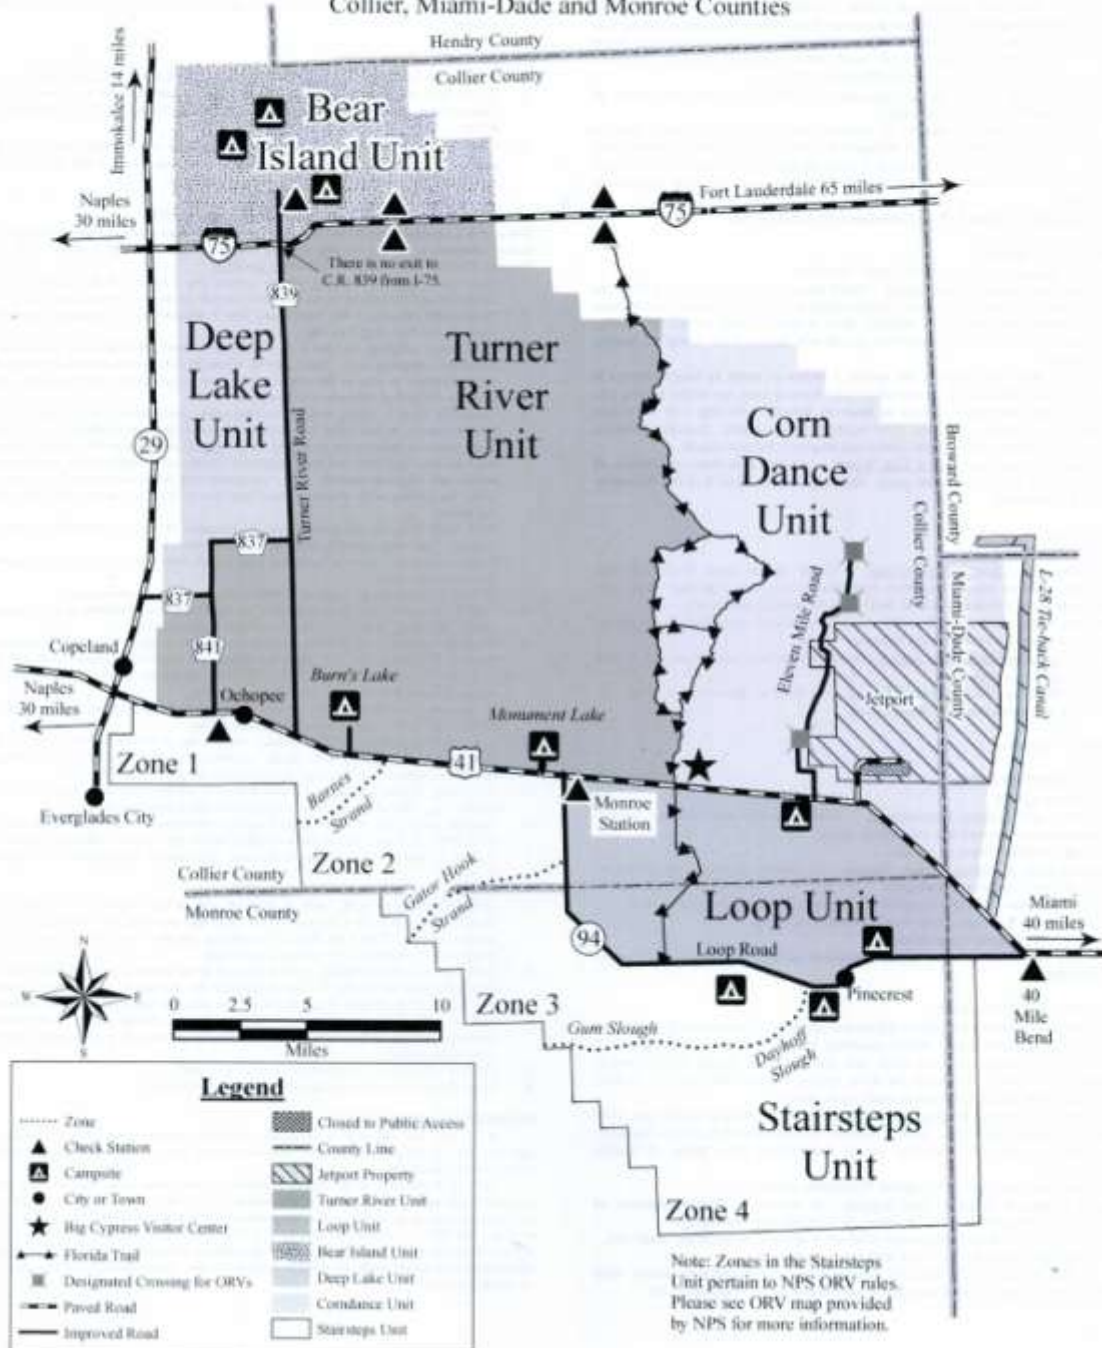 Collier, Miami-Dade and Monroe Counties
Hendry County
Collier County
Immokalee 14 miles
Bear
Island Unit
Naples
30 miles
Fort Lauderdale 65 miles
75
75
There is no exit to
C.R. 839 from I-75.
839
Deep
Lake
Unit
Turner
River
Unit
Turner River Road
29
Corn
Dance
Unit
Broward County
Collier County
Miami-Dade County
L-28 Tie-back Canal
837
837
841
Eleven Mile Road
Jetport
Copeland
Naples
30 miles
Ochopee
Burn's Lake
Monument Lake
41
Zone 1
Everglades City
Barnes
Strand
Monroe
Station
Zone 2
Collier County
Monroe County
Gator Hook
Strand
Loop Unit
Miami
40 miles
94
Loop Road
Pinecrest
40
Mile
Bend
N
W
E
S
0 2.5 5 10
Miles
Zone 3
Gum Slough
Dayhoff
Slough
Stairsteps
Unit
Zone 4
Legend
Zone
Check Station
Campsite
City or Town
Big Cypress Visitor Center
Florida Trail
Designated Crossing for ORVs
Paved Road
Improved Road
Closed to Public Access
County Line
Jetport Property
Turner River Unit
Loop Unit
Bear Island Unit
Deep Lake Unit
Corndance Unit
Stairsteps Unit
Note: Zones in the Stairsteps
Unit pertain to NPS ORV rules.
Please see ORV map provided
by NPS for more information.